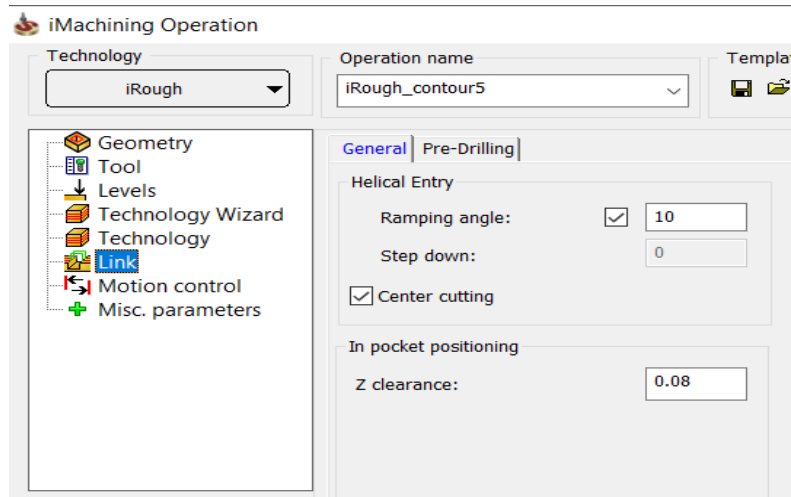 iMachining Operation
Technology
iRough
Operation name
iRough_contour5
Geometry
Tool
Levels
Technology Wizard
Technology
Link
Motion control
Misc. parameters
General
Pre-Drilling
Helical Entry
Ramping angle:
10
Step down:
0
Center cutting
In pocket positioning
Z clearance:
0.08